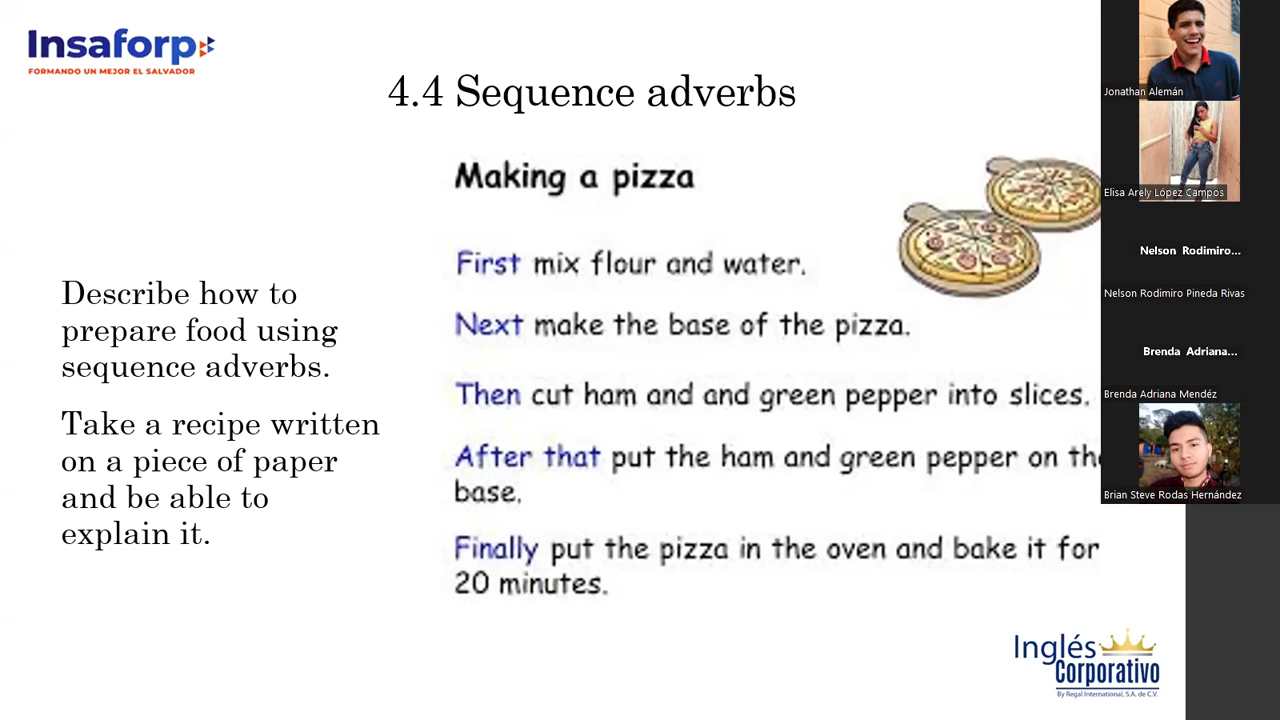 Insaforp
FORMANDO UN MEJOR EL SALVADOR
4.4 Sequence adverbs
Describe how to
prepare food using
sequence adverbs.
Take a recipe written
on a piece of paper
and be able to
explain it.
Making a pizza
First mix flour and water.
Next make the base of the pizza.
Then cut ham and and green pepper into slices.
After that put the ham and green pepper on
base.
Finally put the pizza in the oven and bake it for
20 minutes.
Inglés
Corporativo
By Regal International, S.A. de C.V.
Jonathan Alemán
Elisa Arely López Campos
Nelson Rodimiro...
Nelson Rodimiro Pineda Rivas
Brenda Adriana...
Brenda Adriana Mendéz
Brian Steve Rodas Hernández